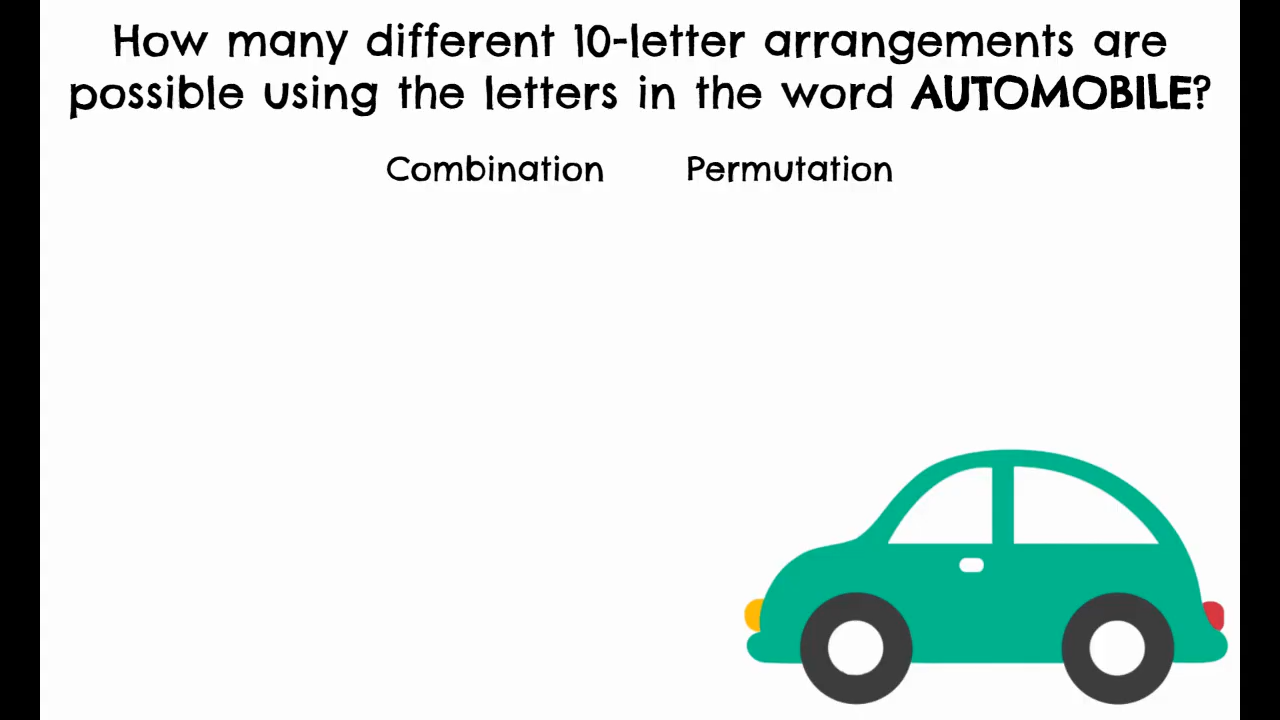 How many different 10-letter arrangements are
possible using the letters in the word AUTOMOBILE?
Combination Permutation